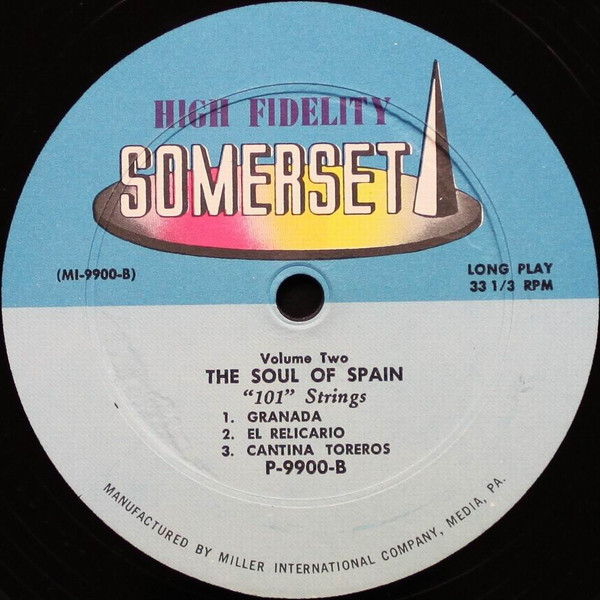 HIGH FIDELITY
SOMERSET
(MI-9900-B)
LONG PLAY
33 1/3 RPM
Volume Two
THE SOUL OF SPAIN
"101" Strings
1. GRANADA
2. EL RELICARIO
3. CANTINA TOREROS
P-9900-B
MANUFACTURED BY MILLER INTERNATIONAL COMPANY, MEDIA, PA.